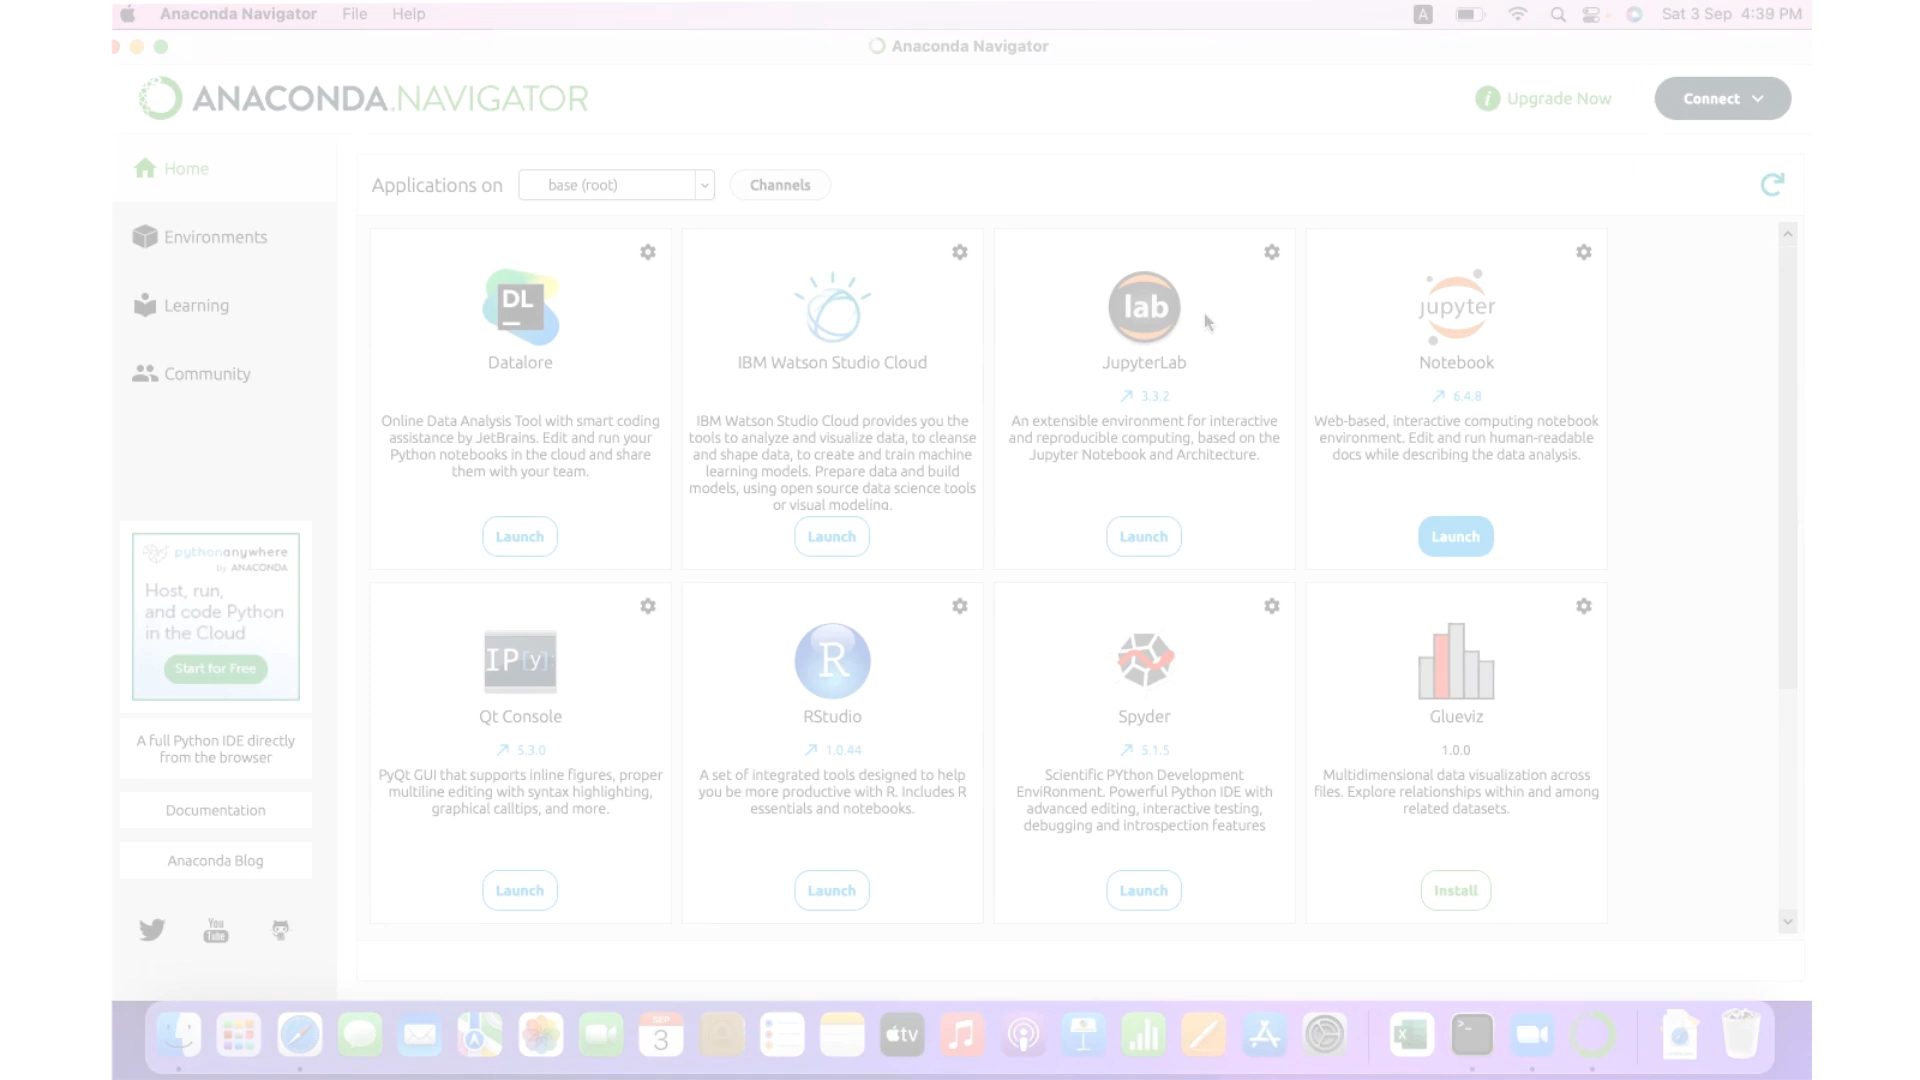 Anaconda Navigator File Help
A Sat 3 Sep 4:39 PM
Anaconda Navigator
ANACONDA.NAVIGATOR
i Upgrade Now
Connect
Home
Environments
Learning
Community
Applications on base (root) Channels
DL
Datalore
Online Data Analysis Tool with smart coding
assistance by JetBrains. Edit and run your
Python notebooks in the cloud and share
them with your team.
Launch
IBM Watson Studio Cloud
IBM Watson Studio Cloud provides you the
tools to analyze and visualize data, to cleanse
and shape data, to create and train machine
learning models. Prepare data and build
models, using open source data science tools
or visual modeling.
Launch
lab
JupyterLab
3.3.2
An extensible environment for interactive
and reproducible computing, based on the
Jupyter Notebook and Architecture.
Launch
jupyter
Notebook
6.4.8
Web-based, interactive computing notebook
environment. Edit and run human-readable
docs while describing the data analysis.
Launch
IP[y]:
Qt Console
5.3.0
PyQt GUI that supports inline figures, proper
multiline editing with syntax highlighting,
graphical calltips, and more.
Launch
R
RStudio
1.0.44
A set of integrated tools designed to help
you be more productive with R. Includes R
essentials and notebooks.
Launch
Spyder
5.1.5
Scientific PYthon Development
EnviRonment. Powerful Python IDE with
advanced editing, interactive testing,
debugging and introspection features
Launch
Glueviz
1.0.0
Multidimensional data visualization across
files. Explore relationships within and among
related datasets.
Install
pythonanywhere
by ANACONDA
Host, run,
and code Python
in the Cloud
Start for Free
A full Python IDE directly
from the browser
Documentation
Anaconda Blog
You
Tube
SEP
3
tv
X
>_